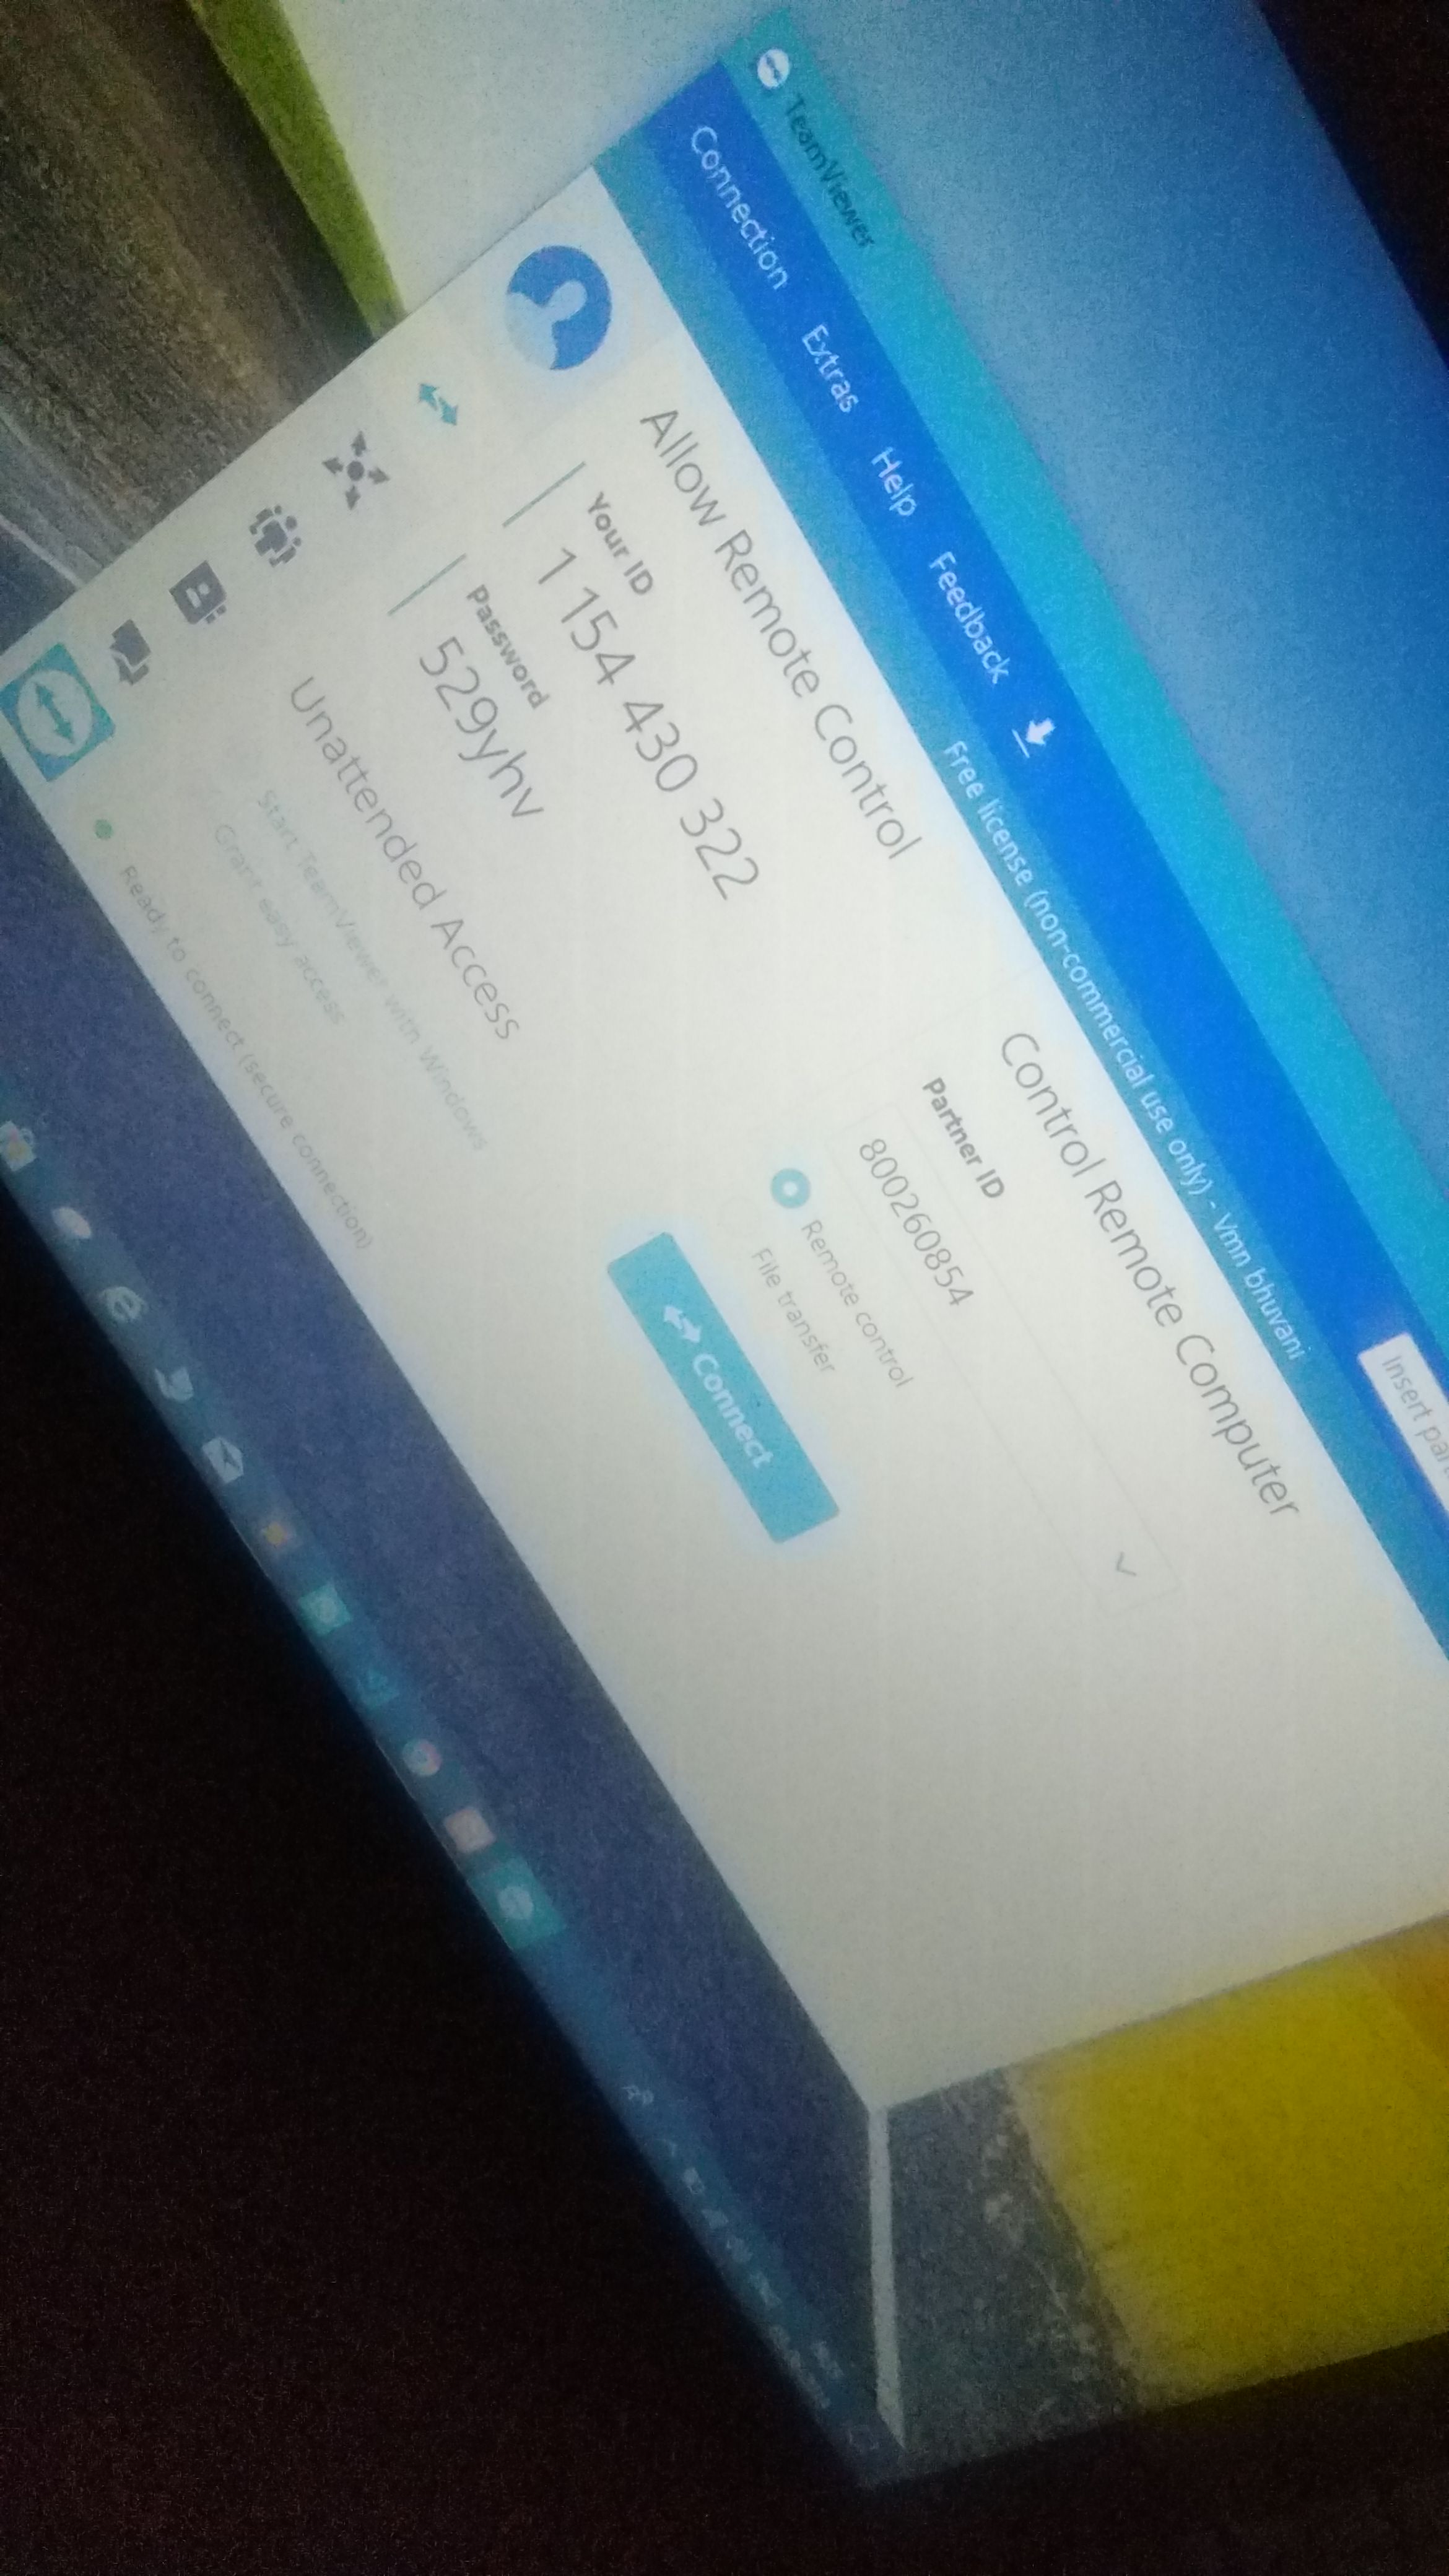 TeamViewer
Connection Extras Help Feedback
Insert par
Free license (non-commercial use only) - Vmn bhuvani
Allow Remote Control
Your ID
1 154 430 322
Password
529yhv
Unattended Access
Start TeamViewer with Windows
Grant easy access
Ready to connect (secure connection)
Control Remote Computer
Partner ID
800260854
Remote control
File transfer
Connect